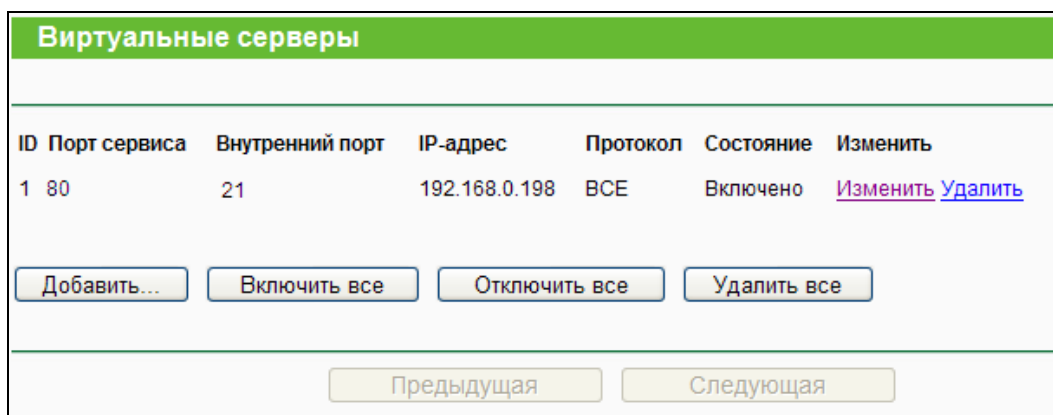 Виртуальные серверы
ID Порт сервиса Внутренний порт IP-адрес Протокол Состояние Изменить
1 80 21 192.168.0.198 ВСЕ Включено Изменить Удалить
Добавить... Включить все Отключить все Удалить все
Предыдущая Следующая